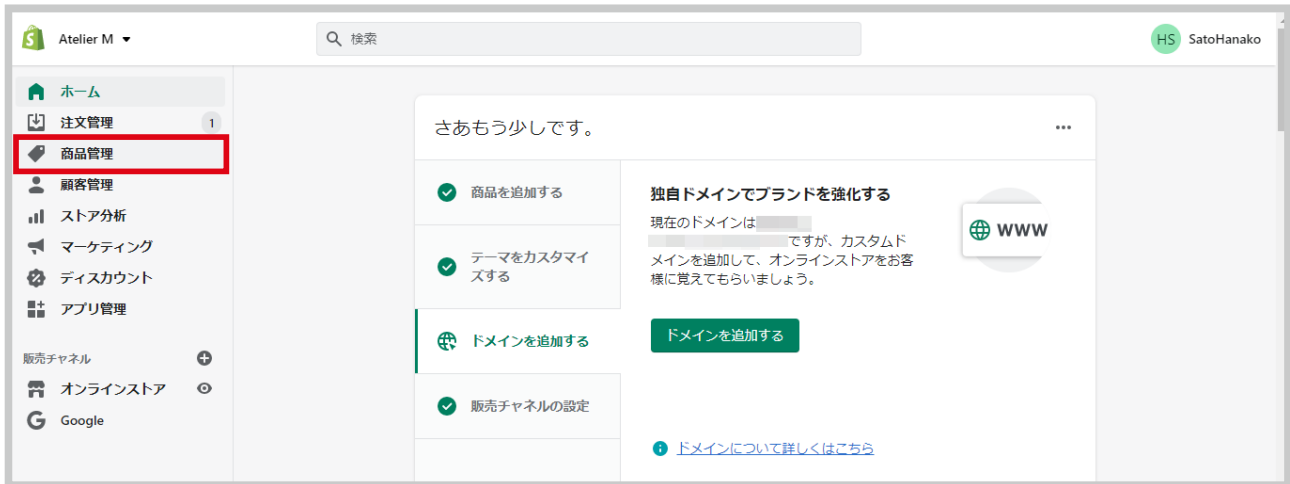 Atelier M
検索
HS SatoHanako
ホーム
注文管理 1
商品管理
顧客管理
ストア分析
マーケティング
ディスカウント
アプリ管理
販売チャネル
オンラインストア
Google
さあもう少しです。
商品を追加する
テーマをカスタマイ
ズする
ドメインを追加する
販売チャネルの設定
独自ドメインでブランドを強化する
現在のドメインは
ですが、カスタムド
メインを追加して、オンラインストアをお客
様に覚えてもらいましょう。
WWW
ドメインを追加する
ドメインについて詳しくはこちら